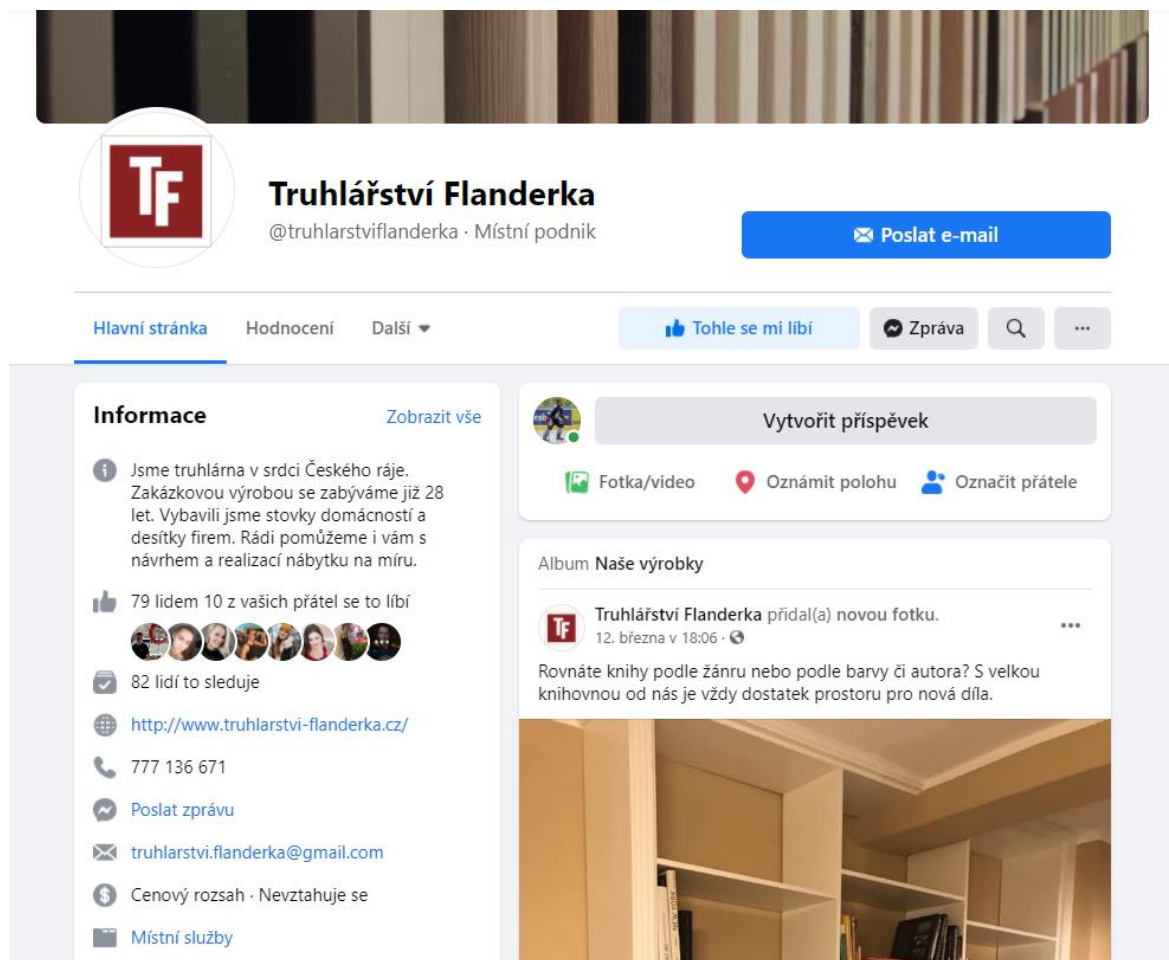 TF
Truhlářství Flanderka
@truhlarstviflanderka · Místní podnik
Poslat e-mail
Hlavní stránka
Hodnocení
Další
Tohle se mi líbí
Zpráva
Informace
Zobrazit vše
Jsme truhlárna v srdci Českého ráje.
Zakázkovou výrobou se zabýváme již 28
let. Vybavili jsme stovky domácností a
desítky firem. Rádi pomůžeme i vám s
návrhem a realizací nábytku na míru.
79 lidem 10 z vašich přátel se to líbí
82 lidí to sleduje
http://www.truhlarstvi-flanderka.cz/
777 136 671
Poslat zprávu
truhlarstvi.flanderka@gmail.com
Cenový rozsah · Nevztahuje se
Místní služby
Vytvořit příspěvek
Fotka/video
Oznámit polohu
Označit přátele
Album Naše výrobky
TF
Truhlářství Flanderka přidal(a) novou fotku.
12. března v 18:06 ·
Rovnáte knihy podle žánru nebo podle barvy či autora? S velkou
knihovnou od nás je vždy dostatek prostoru pro nová díla.